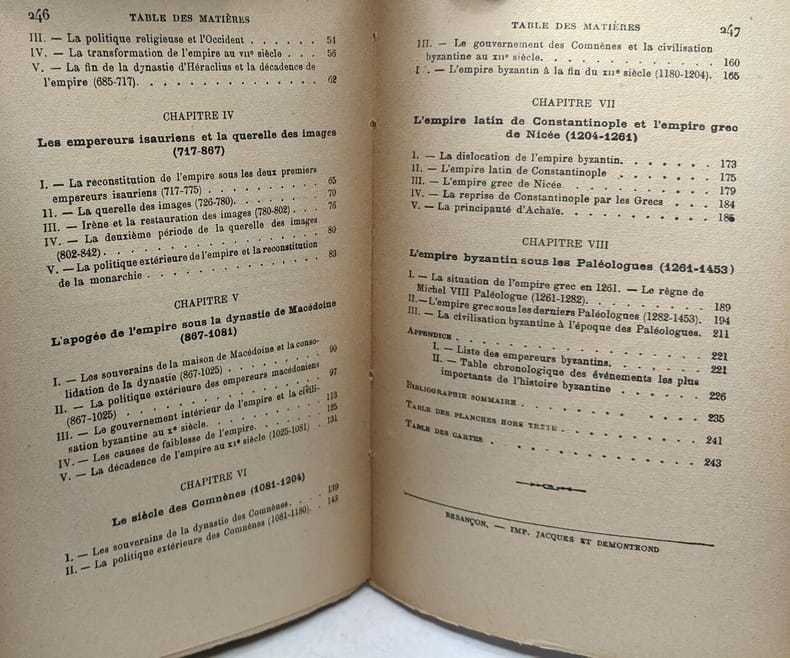 246 TABLE DES MATIÈRES
III. — La politique religieuse et l'Occident . . . . . . 51
IV. — La transformation de l'empire au VIIe siècle . . . 56
V. — La fin de la dynastie d'Héraclius et la décadence de
l'empire (685-717). . . . . . . . . . . . . 62
CHAPITRE IV
Les empereurs isauriens et la querelle des images
(717-867)
I. — La reconstitution de l'empire sous les deux premiers
empereurs isauriens (717-775) . . . . . . . . 65
II. — La querelle des images (726-780). . . . . . . . 70
III. — Irène et la restauration des images (780-802) . . . 76
IV. — La deuxième période de la querelle des images
(802-842) . . . . . . . . . . . . . . . 80
V. — La politique extérieure de l'empire et la reconstitution
de la monarchie . . . . . . . . . . . . . 83
CHAPITRE V
L'apogée de l'empire sous la dynastie de Macédoine
(867-1081)
I. — Les souverains de la maison de Macédoine et la conso-
lidation de la dynastie (867-1025) . . . . . . . 90
II. — La politique extérieure des empereurs macédoniens
(867-1025) . . . . . . . . . . . . . . . 97
III. — Le gouvernement intérieur de l'empire et la civili-
sation byzantine au Xe siècle. . . . . . . . . 113
IV. — Les causes de faiblesse de l'empire. . . . . . . 125
V. — La décadence de l'empire au XIe siècle (1025-1081) . 131
CHAPITRE VI
Le siècle des Comnènes (1081-1204)
I. — Les souverains de la dynastie des Comnènes. . . . 139
II. — La politique extérieure des Comnènes (1081-1180). . 143
TABLE DES MATIÈRES 247
III. — Le gouvernement des Comnènes et la civilisation
byzantine au XIIe siècle. . . . . . . . . . . 160
— L'empire byzantin à la fin du XIIe siècle (1180-1204). 165
CHAPITRE VII
L'empire latin de Constantinople et l'empire grec
de Nicée (1204-1261)
I. — La dislocation de l'empire byzantin. . . . . . . 173
II. — L'empire latin de Constantinople . . . . . . . 175
III. — L'empire grec de Nicée . . . . . . . . . . 179
IV. — La reprise de Constantinople par les Grecs . . . . 184
V. — La principauté d'Achaïe. . . . . . . . . . 186
CHAPITRE VIII
L'empire byzantin sous les Paléologues (1261-1453)
I. — La situation de l'empire grec en 1261. — Le règne de
Michel VIII Paléologue (1261-1282). . . . . . . 189
II. — L'empire grec sous les derniers Paléologues (1282-1453). 194
III. — La civilisation byzantine à l'époque des Paléologues. 211
APPENDICE . . . . . . . . . . . . . . . . 221
I. — Liste des empereurs byzantins. . . . . . . . 221
II. — Table chronologique des événements les plus
importants de l'histoire byzantine . . . . . . 226
BIBLIOGRAPHIE SOMMAIRE . . . . . . . . . . . 235
TABLE DES PLANCHES HORS TEXTE . . . . . . . . 241
TABLE DES CARTES . . . . . . . . . . . . . 243
BESANÇON. — IMP. JACQUES ET DEMONTROND